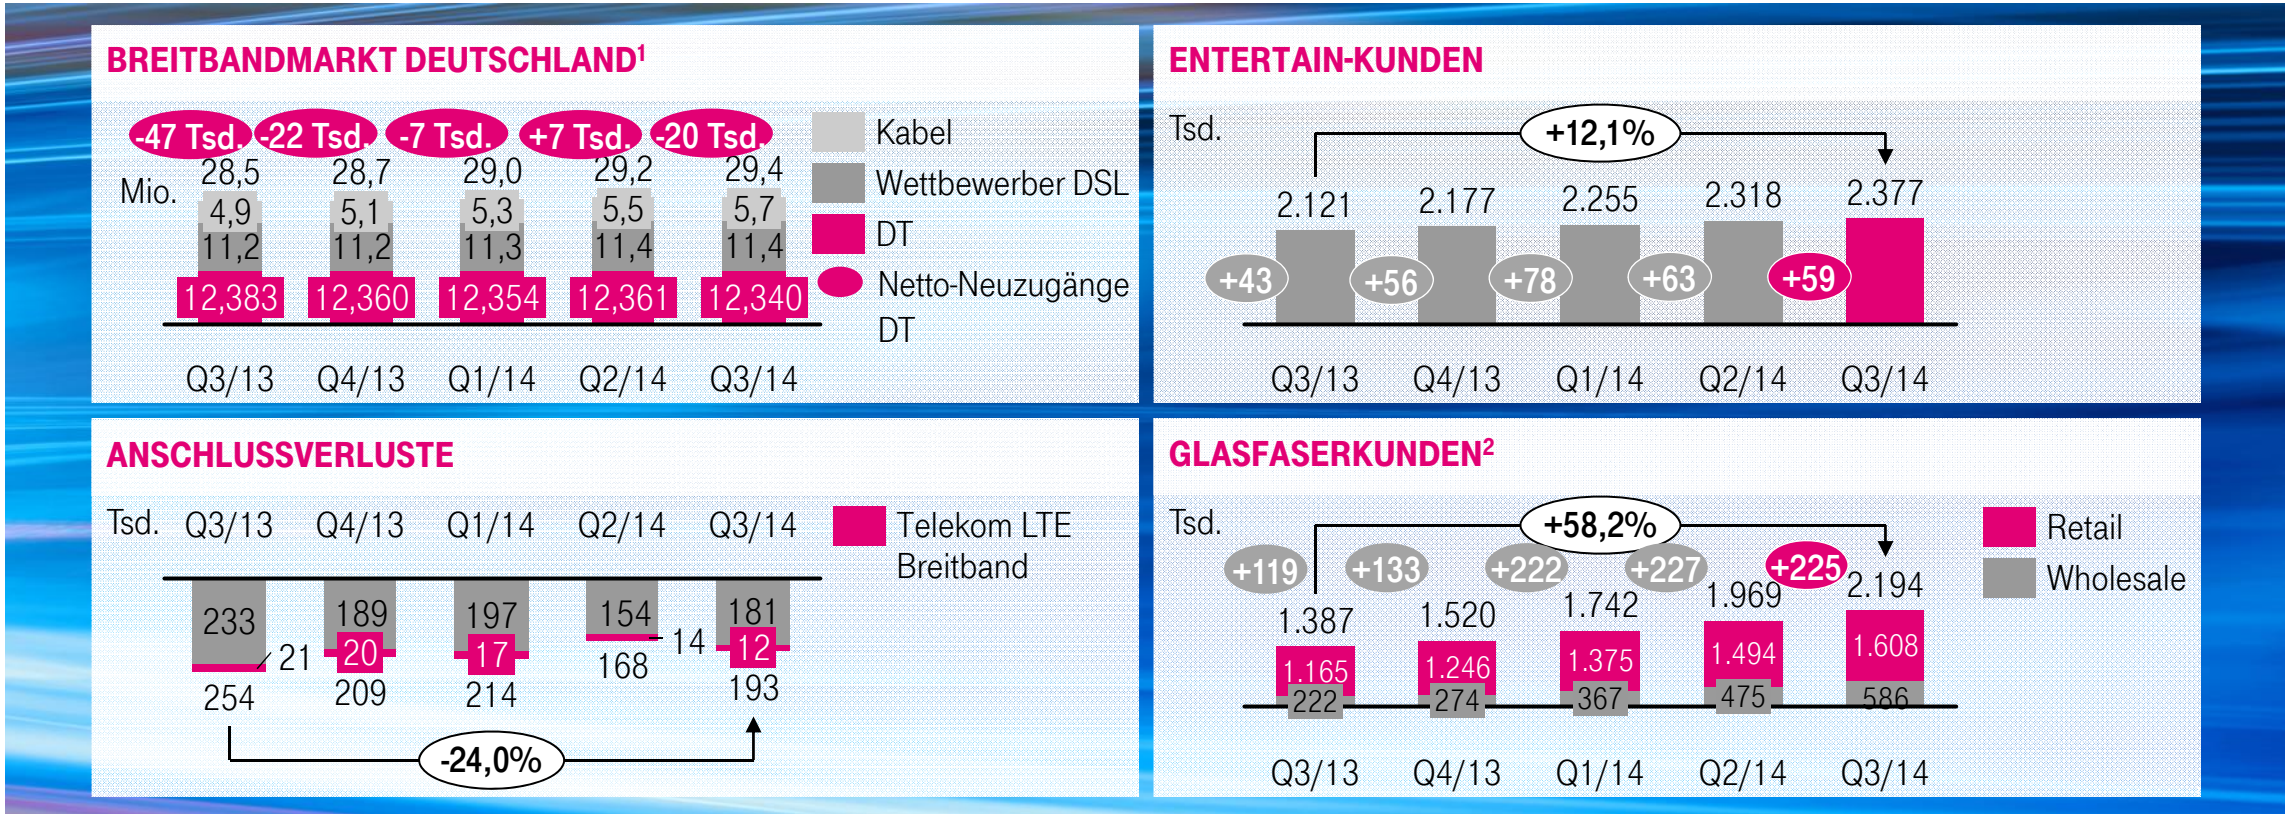 BREITBANDMARKT DEUTSCHLAND¹
-47 Tsd. -22 Tsd. -7 Tsd. +7 Tsd. -20 Tsd.
Mio.
28,5 28,7 29,0 29,2 29,4
4,9 5,1 5,3 5,5 5,7
11,2 11,2 11,3 11,4 11,4
12,383 12,360 12,354 12,361 12,340
Q3/13 Q4/13 Q1/14 Q2/14 Q3/14
Kabel
Wettbewerber DSL
DT
Netto-Neuzugänge
DT
ENTERTAIN-KUNDEN
Tsd.
+12,1%
2.121 2.177 2.255 2.318 2.377
+43 +56 +78 +63 +59
Q3/13 Q4/13 Q1/14 Q2/14 Q3/14
ANSCHLUSSVERLUSTE
Tsd. Q3/13 Q4/13 Q1/14 Q2/14 Q3/14
233 189 197 154 181
21 20 17 14 12
254 209 214 168 193
-24,0%
Telekom LTE
Breitband
GLASFASERKUNDEN²
Tsd.
+58,2%
+119 +133 +222 +227 +225
1.387 1.520 1.742 1.969 2.194
1.165 1.246 1.375 1.494 1.608
222 274 367 475 586
Q3/13 Q4/13 Q1/14 Q2/14 Q3/14
Retail
Wholesale